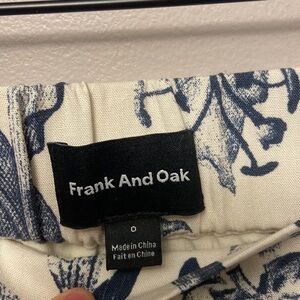 Frank And Oak
0
Made in China
Fait en Chine